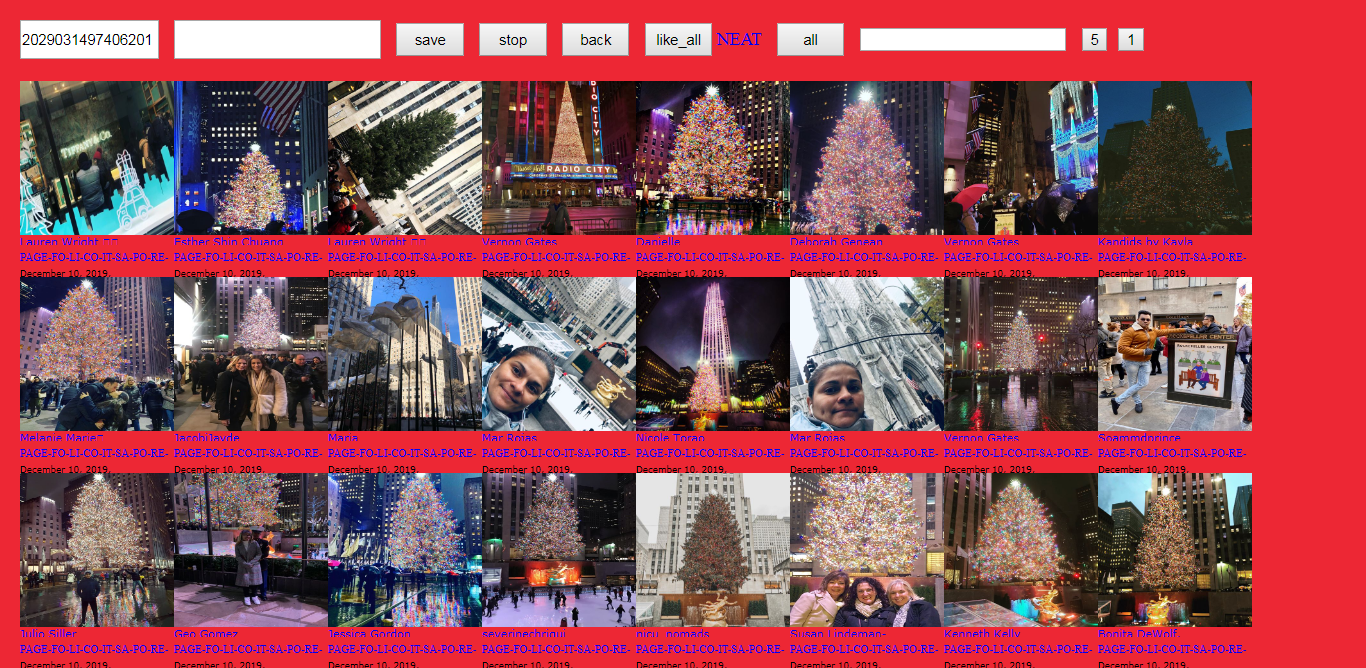 2029031497406201 save stop back like_all NEAT all 5 1
TIFFANY & CO.
RADIO CITY
RADIO CITY
Lauren Wright Esther Shin Chuang Lauren Wright Vernon Gates Danielle Deborah Genean Vernon Gates Kandids by Kayla
PAGE-FO-LI-CO-IT-SA-PO-RE- PAGE-FO-LI-CO-IT-SA-PO-RE- PAGE-FO-LI-CO-IT-SA-PO-RE- PAGE-FO-LI-CO-IT-SA-PO-RE- PAGE-FO-LI-CO-IT-SA-PO-RE- PAGE-FO-LI-CO-IT-SA-PO-RE- PAGE-FO-LI-CO-IT-SA-PO-RE- PAGE-FO-LI-CO-IT-SA-PO-RE-
December 10, 2019. December 10, 2019. December 10, 2019. December 10, 2019. December 10, 2019. December 10, 2019. December 10, 2019. December 10, 2019.
Melanie Marie JacobiJayde Maria Mar Rojas Nicole Torao Mar Rojas Vernon Gates Soammdprince
PAGE-FO-LI-CO-IT-SA-PO-RE- PAGE-FO-LI-CO-IT-SA-PO-RE- PAGE-FO-LI-CO-IT-SA-PO-RE- PAGE-FO-LI-CO-IT-SA-PO-RE- PAGE-FO-LI-CO-IT-SA-PO-RE- PAGE-FO-LI-CO-IT-SA-PO-RE- PAGE-FO-LI-CO-IT-SA-PO-RE- PAGE-FO-LI-CO-IT-SA-PO-RE-
December 10, 2019. December 10, 2019. December 10, 2019. December 10, 2019. December 10, 2019. December 10, 2019. December 10, 2019. December 10, 2019.
Julio Siller Geo Gomez Jessica Gordon severinechriqui nicu_nomads Susan Lindeman- Kenneth Kelly Bonita DeWolf.
PAGE-FO-LI-CO-IT-SA-PO-RE- PAGE-FO-LI-CO-IT-SA-PO-RE- PAGE-FO-LI-CO-IT-SA-PO-RE- PAGE-FO-LI-CO-IT-SA-PO-RE- PAGE-FO-LI-CO-IT-SA-PO-RE- PAGE-FO-LI-CO-IT-SA-PO-RE- PAGE-FO-LI-CO-IT-SA-PO-RE- PAGE-FO-LI-CO-IT-SA-PO-RE-
December 10, 2019. December 10, 2019. December 10, 2019. December 10, 2019. December 10, 2019. December 10, 2019. December 10, 2019. December 10, 2019.